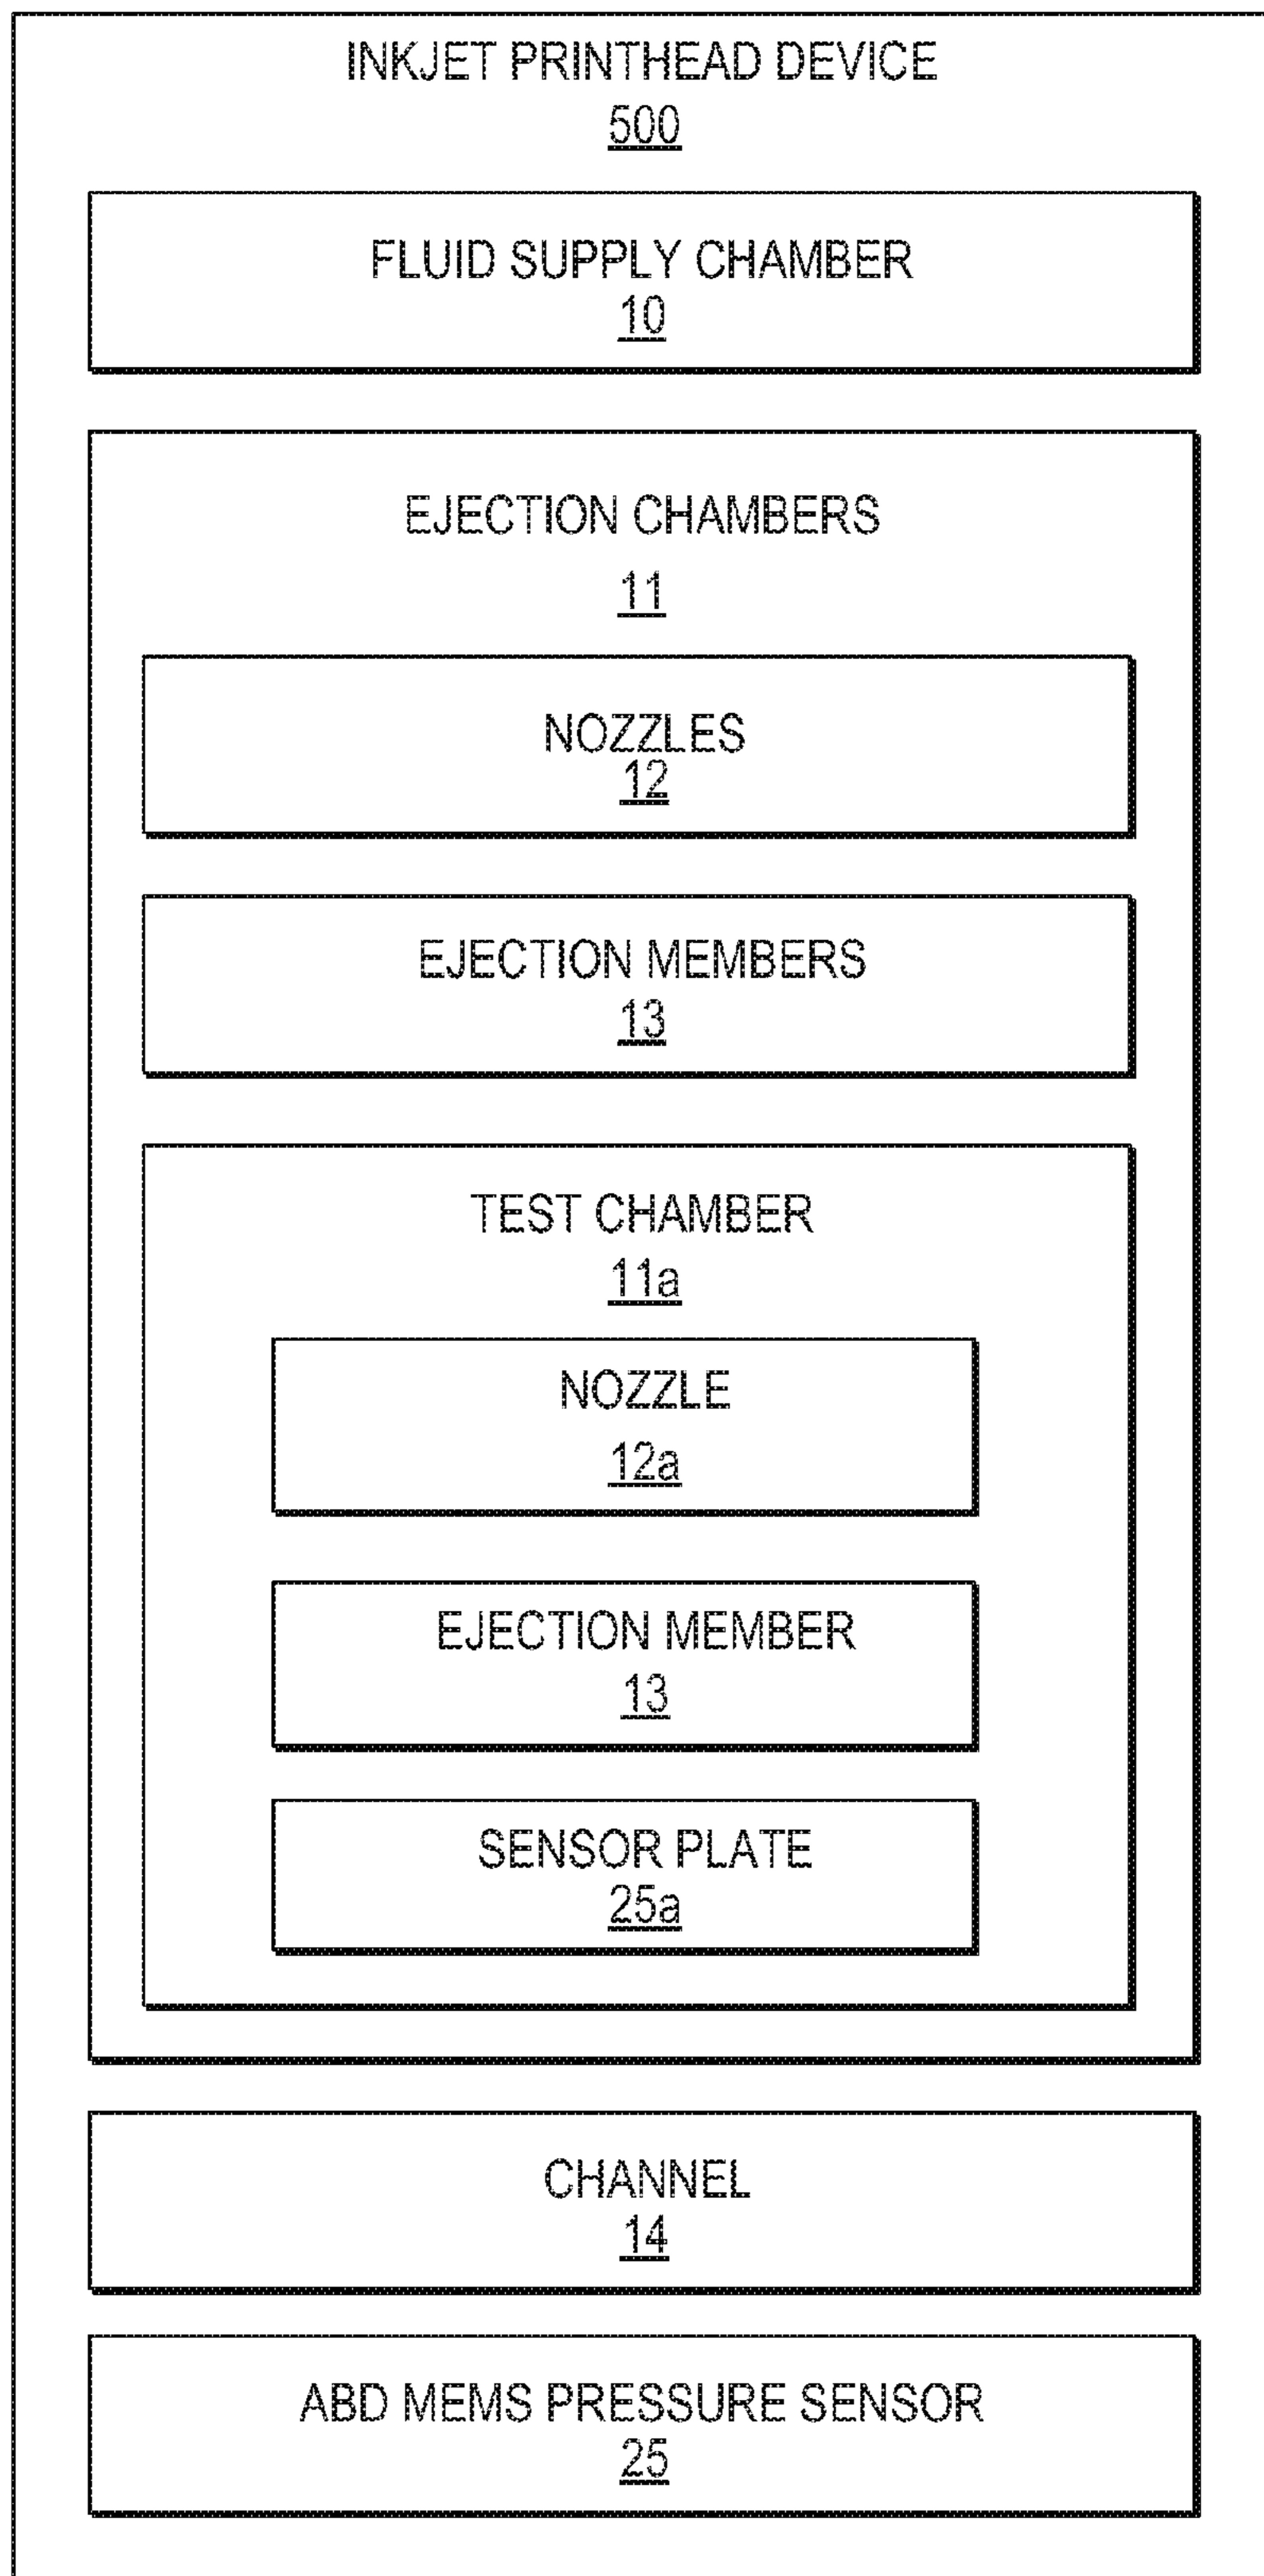 INKJET PRINTHEAD DEVICE
500
FLUID SUPPLY CHAMBER
10
EJECTION CHAMBERS
11
NOZZLES
12
EJECTION MEMBERS
13
TEST CHAMBER
11a
NOZZLE
12a
EJECTION MEMBER
13
SENSOR PLATE
25a
CHANNEL
14
ABD MEMS PRESSURE SENSOR
25